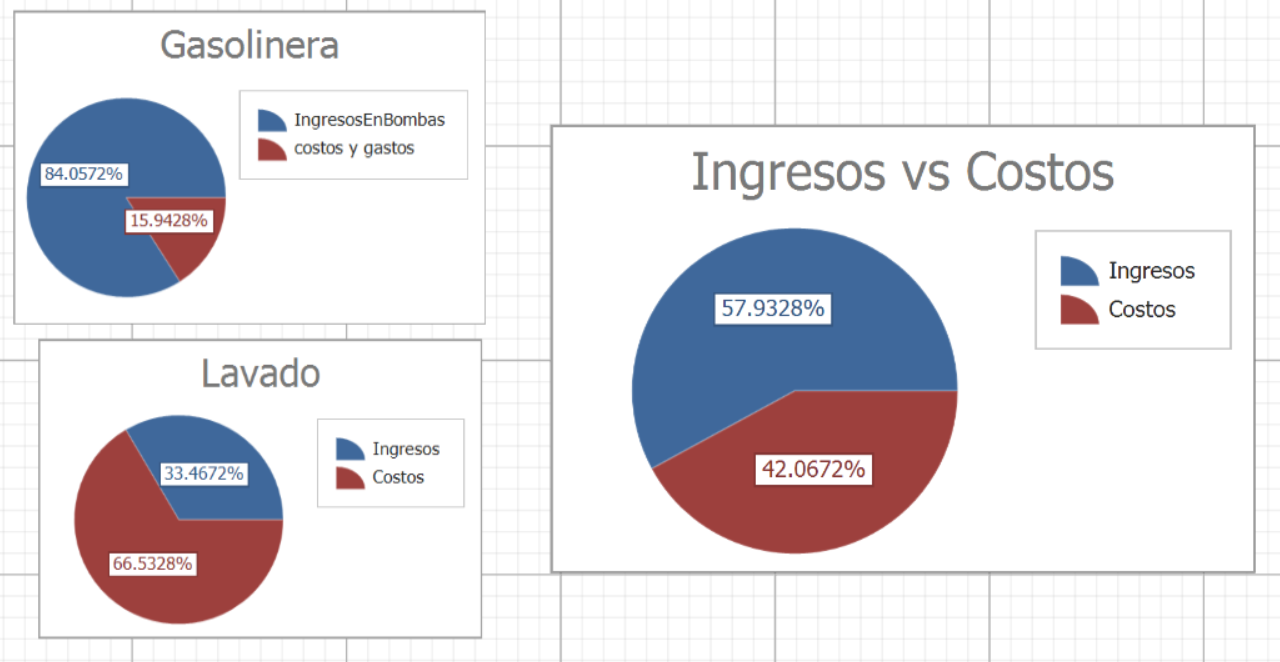 Gasolinera
IngresosEnBombas
costos y gastos
84.0572%
15.9428%
Lavado
Ingresos
Costos
33.4672%
66.5328%
Ingresos vs Costos
Ingresos
Costos
57.9328%
42.0672%